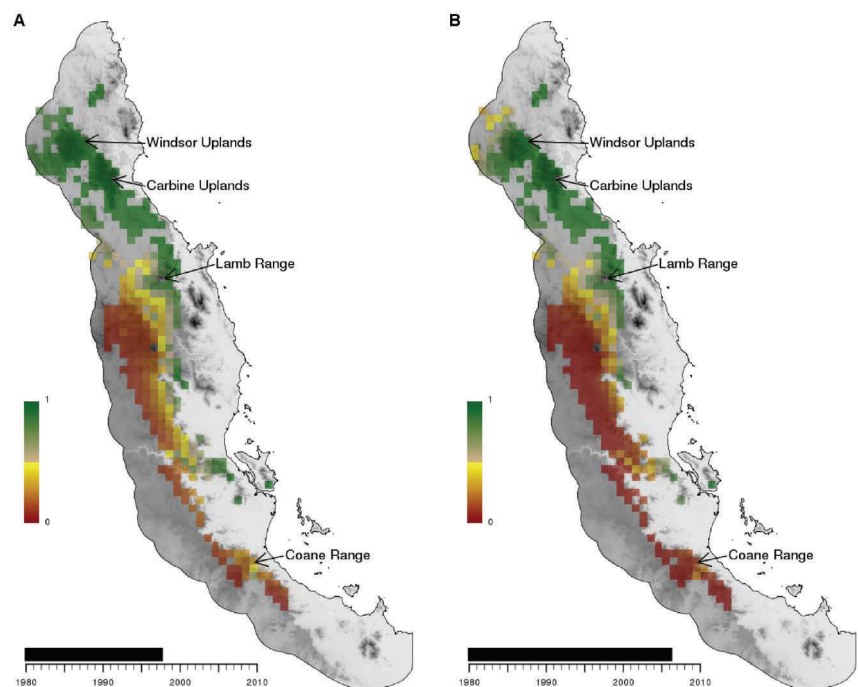 A
Windsor Uplands
Carbine Uplands
Lamb Range
1
0
Coane Range
1980 1990 2000 2010
B
Windsor Uplands
Carbine Uplands
Lamb Range
1
0
Coane Range
1980 1990 2000 2010